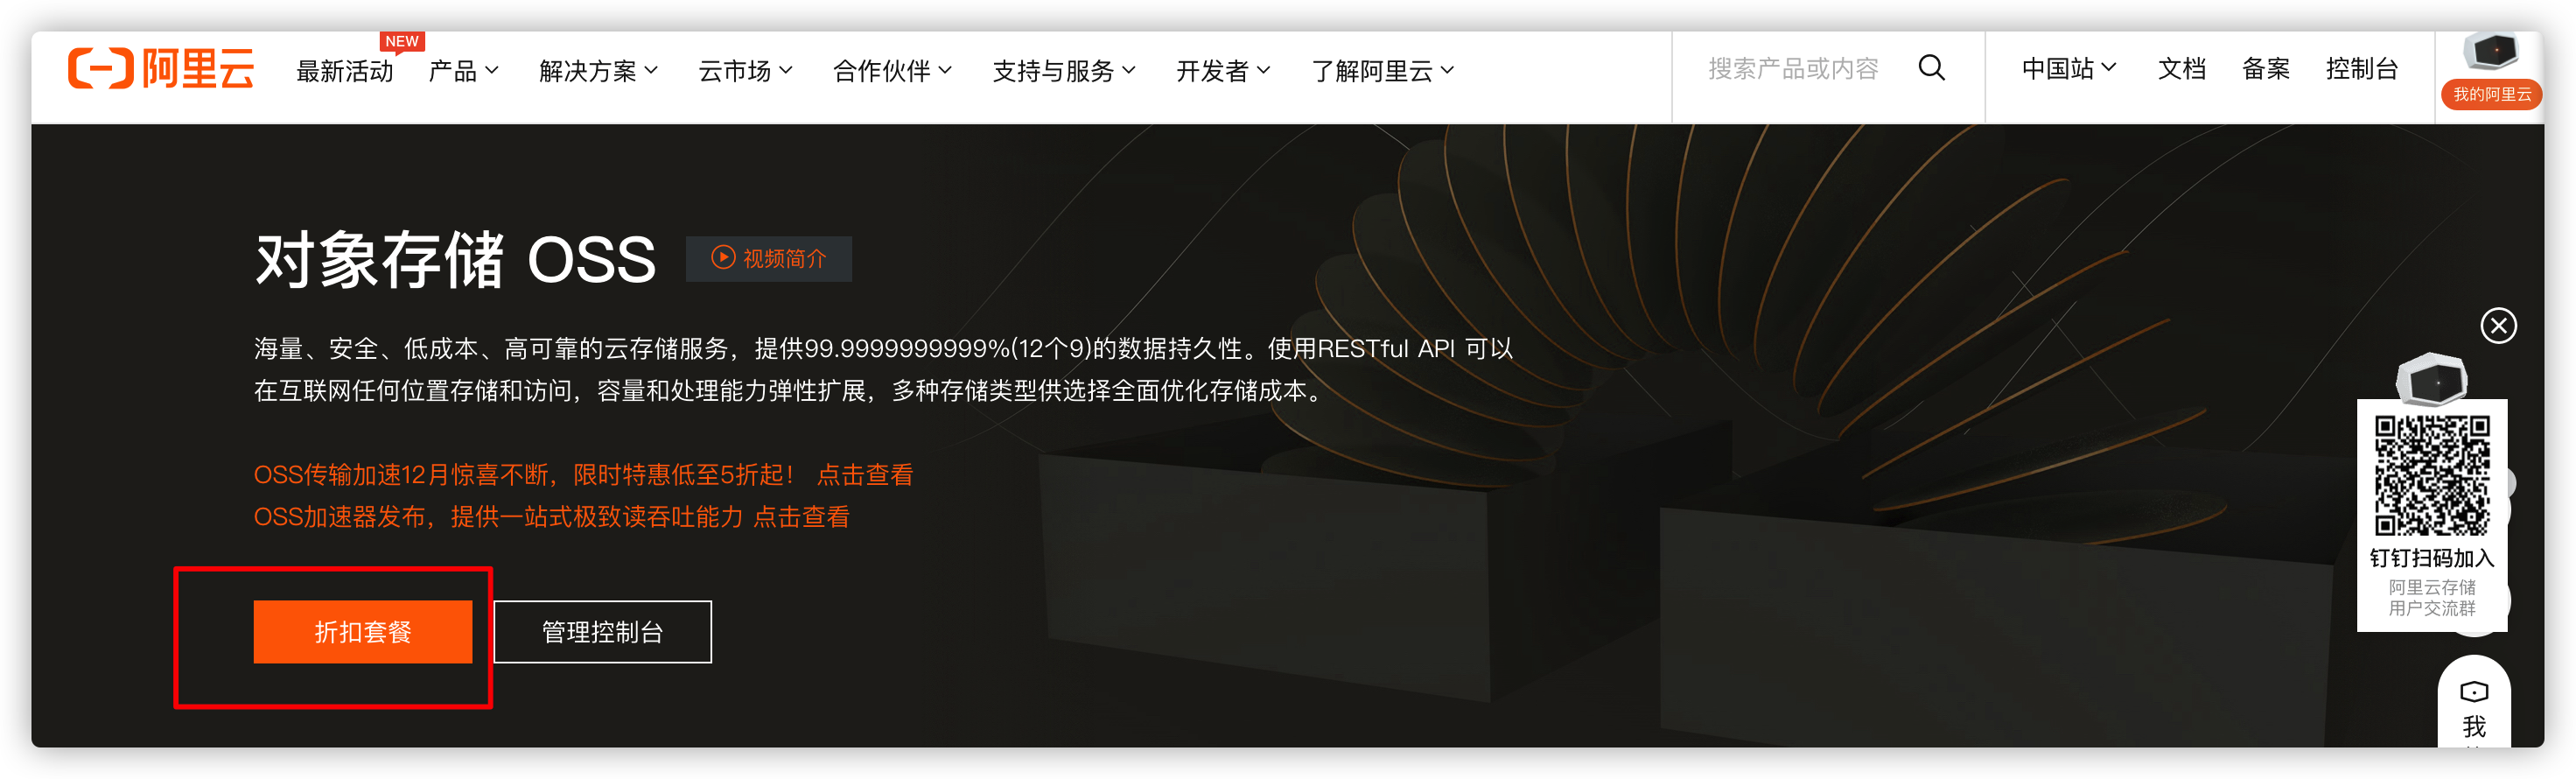 阿里云
最新活动
NEW
产品
解决方案
云市场
合作伙伴
支持与服务
开发者
了解阿里云
搜索产品或内容
中国站
文档
备案
控制台
我的阿里云
对象存储 OSS
视频简介
海量、安全、低成本、高可靠的云存储服务，提供99.9999999999%(12个9)的数据持久性。使用RESTful API 可以
在互联网任何位置存储和访问，容量和处理能力弹性扩展，多种存储类型供选择全面优化存储成本。
OSS传输加速12月惊喜不断，限时特惠低至5折起！ 点击查看
OSS加速器发布，提供一站式极致读吞吐能力 点击查看
折扣套餐
管理控制台
钉钉扫码加入
阿里云存储
用户交流群
我